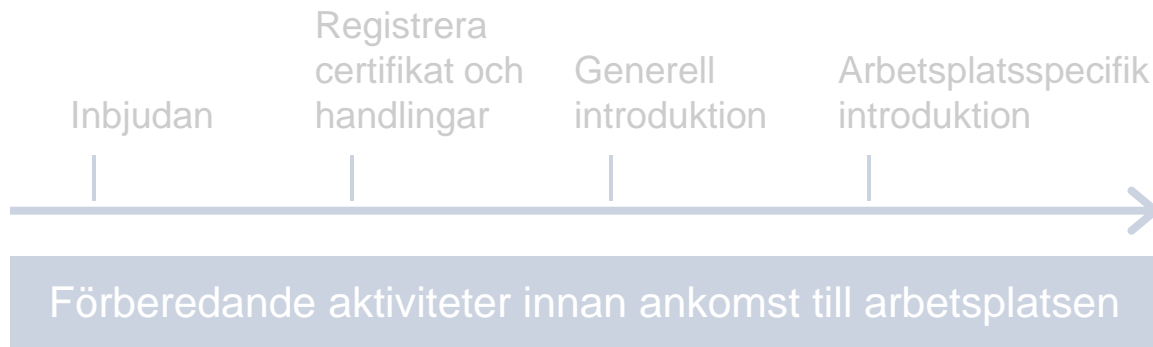 Inbjudan
Registrera
certifikat och
handlingar
Generell
introduktion
Arbetsplatsspecifik
introduktion
Förberedande aktiviteter innan ankomst till arbetsplatsen